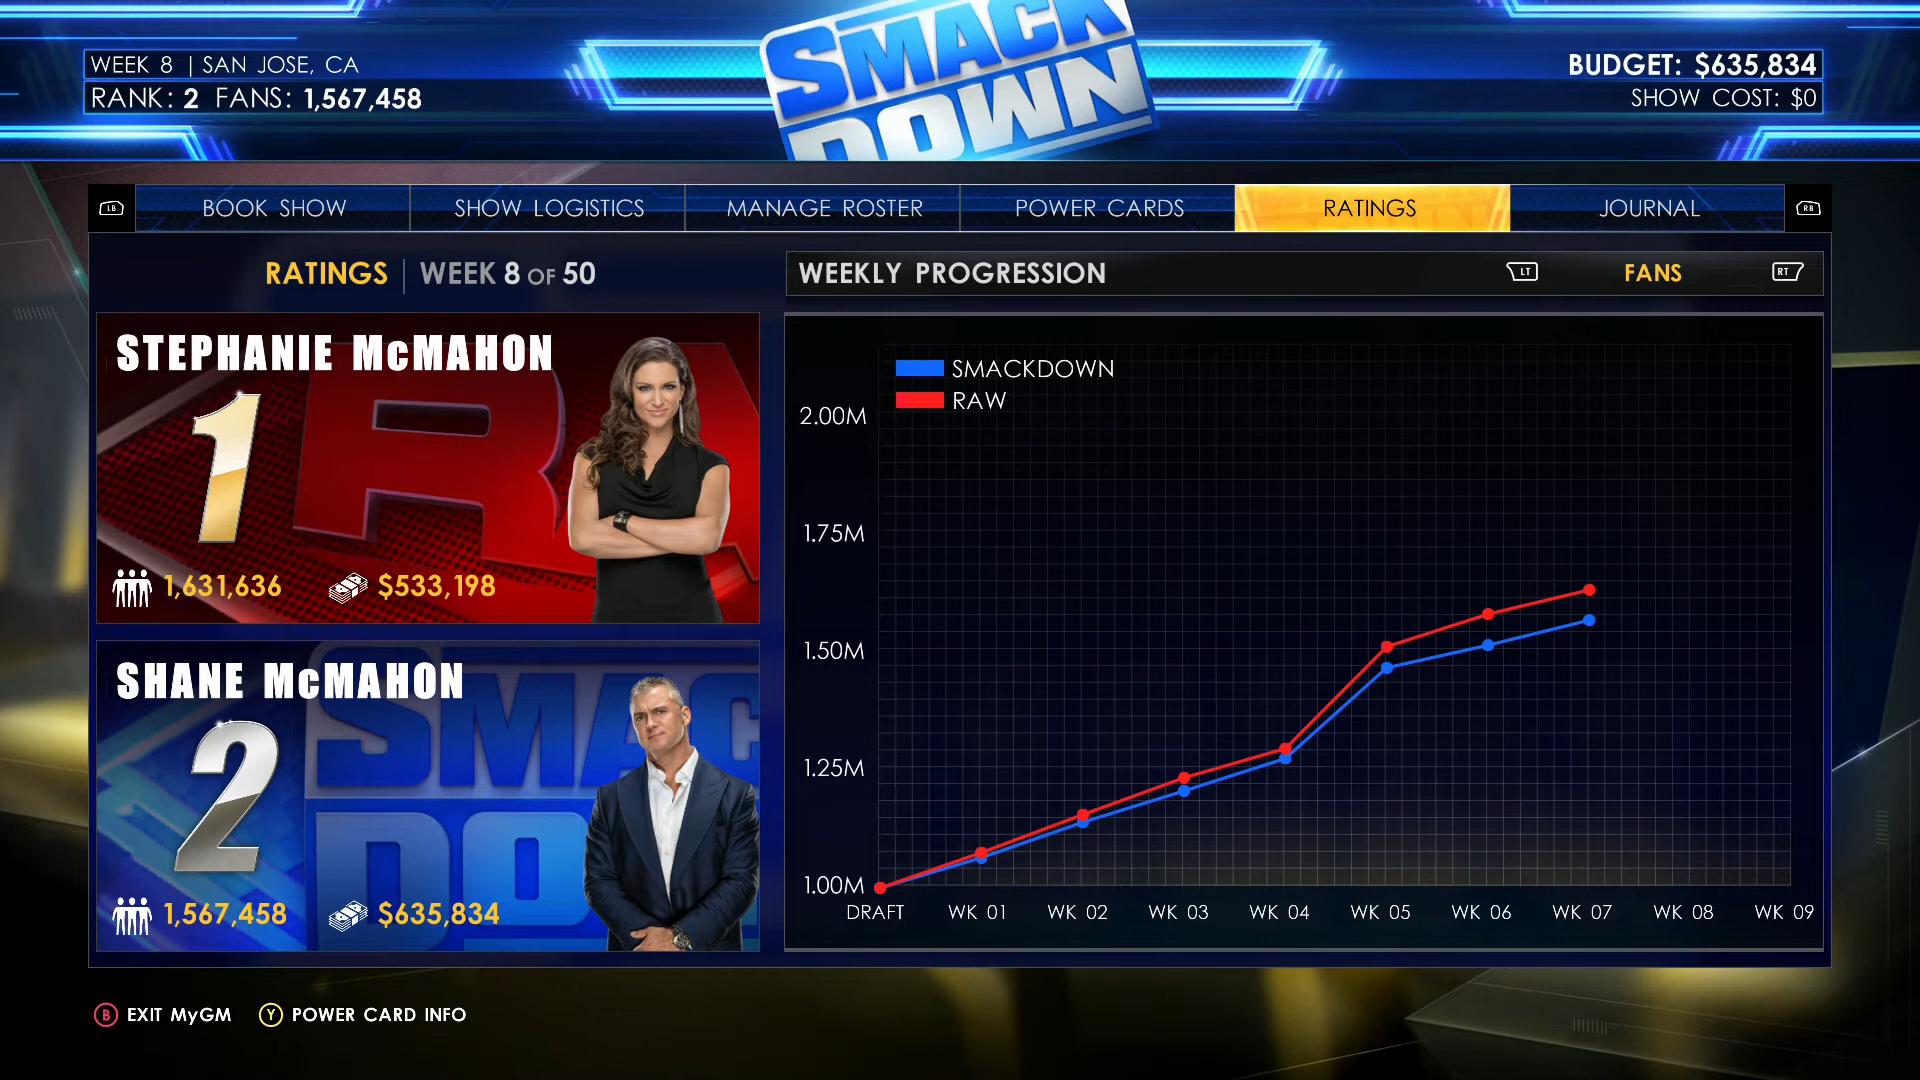 SMACK
DOWN
WEEK 8 | SAN JOSE, CA
RANK: 2 FANS: 1,567,458
BUDGET: $635,834
SHOW COST: $0
LB BOOK SHOW SHOW LOGISTICS MANAGE ROSTER POWER CARDS RATINGS JOURNAL RB
RATINGS | WEEK 8 OF 50
STEPHANIE McMAHON
1
1,631,636 $533,198
SHANE McMAHON
2
1,567,458 $635,834
WEEKLY PROGRESSION LT FANS RT
SMACKDOWN
RAW
2.00M
1.75M
1.50M
1.25M
1.00M
DRAFT WK 01 WK 02 WK 03 WK 04 WK 05 WK 06 WK 07 WK 08 WK 09
B EXIT MyGM Y POWER CARD INFO